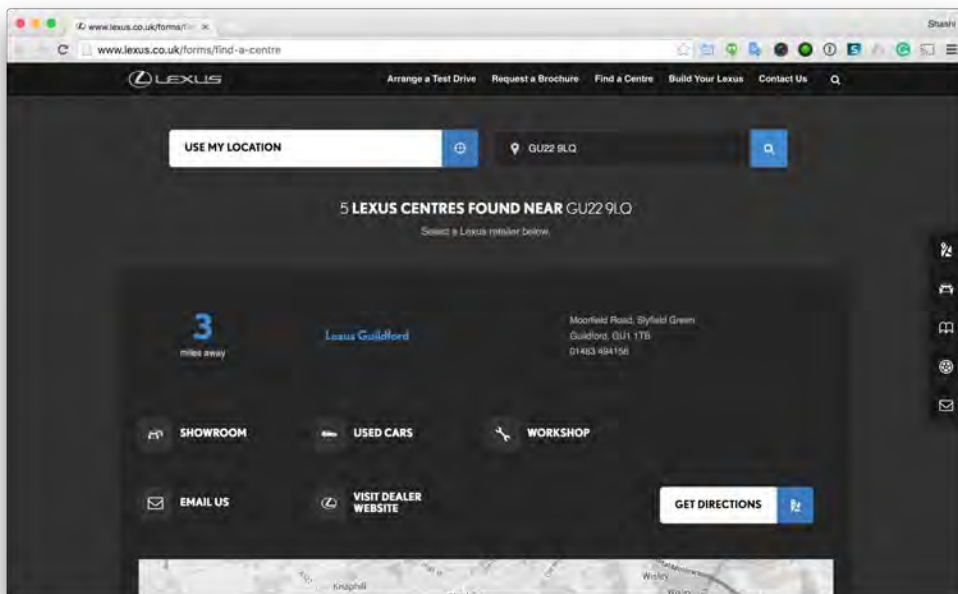 www.lexus.co.uk/forms/fin
Shashi
www.lexus.co.uk/forms/find-a-centre
LEXUS
Arrange a Test Drive Request a Brochure Find a Centre Build Your Lexus Contact Us
USE MY LOCATION
GU22 9LQ
5 LEXUS CENTRES FOUND NEAR GU22 9LQ
Select a Lexus retailer below.
3
miles away
Lexus Guildford
Moorfield Road, Slyfield Green
Guildford, GU1 1TB
01483 494156
SHOWROOM
USED CARS
WORKSHOP
EMAIL US
VISIT DEALER
WEBSITE
GET DIRECTIONS
Knaphill
Wisley